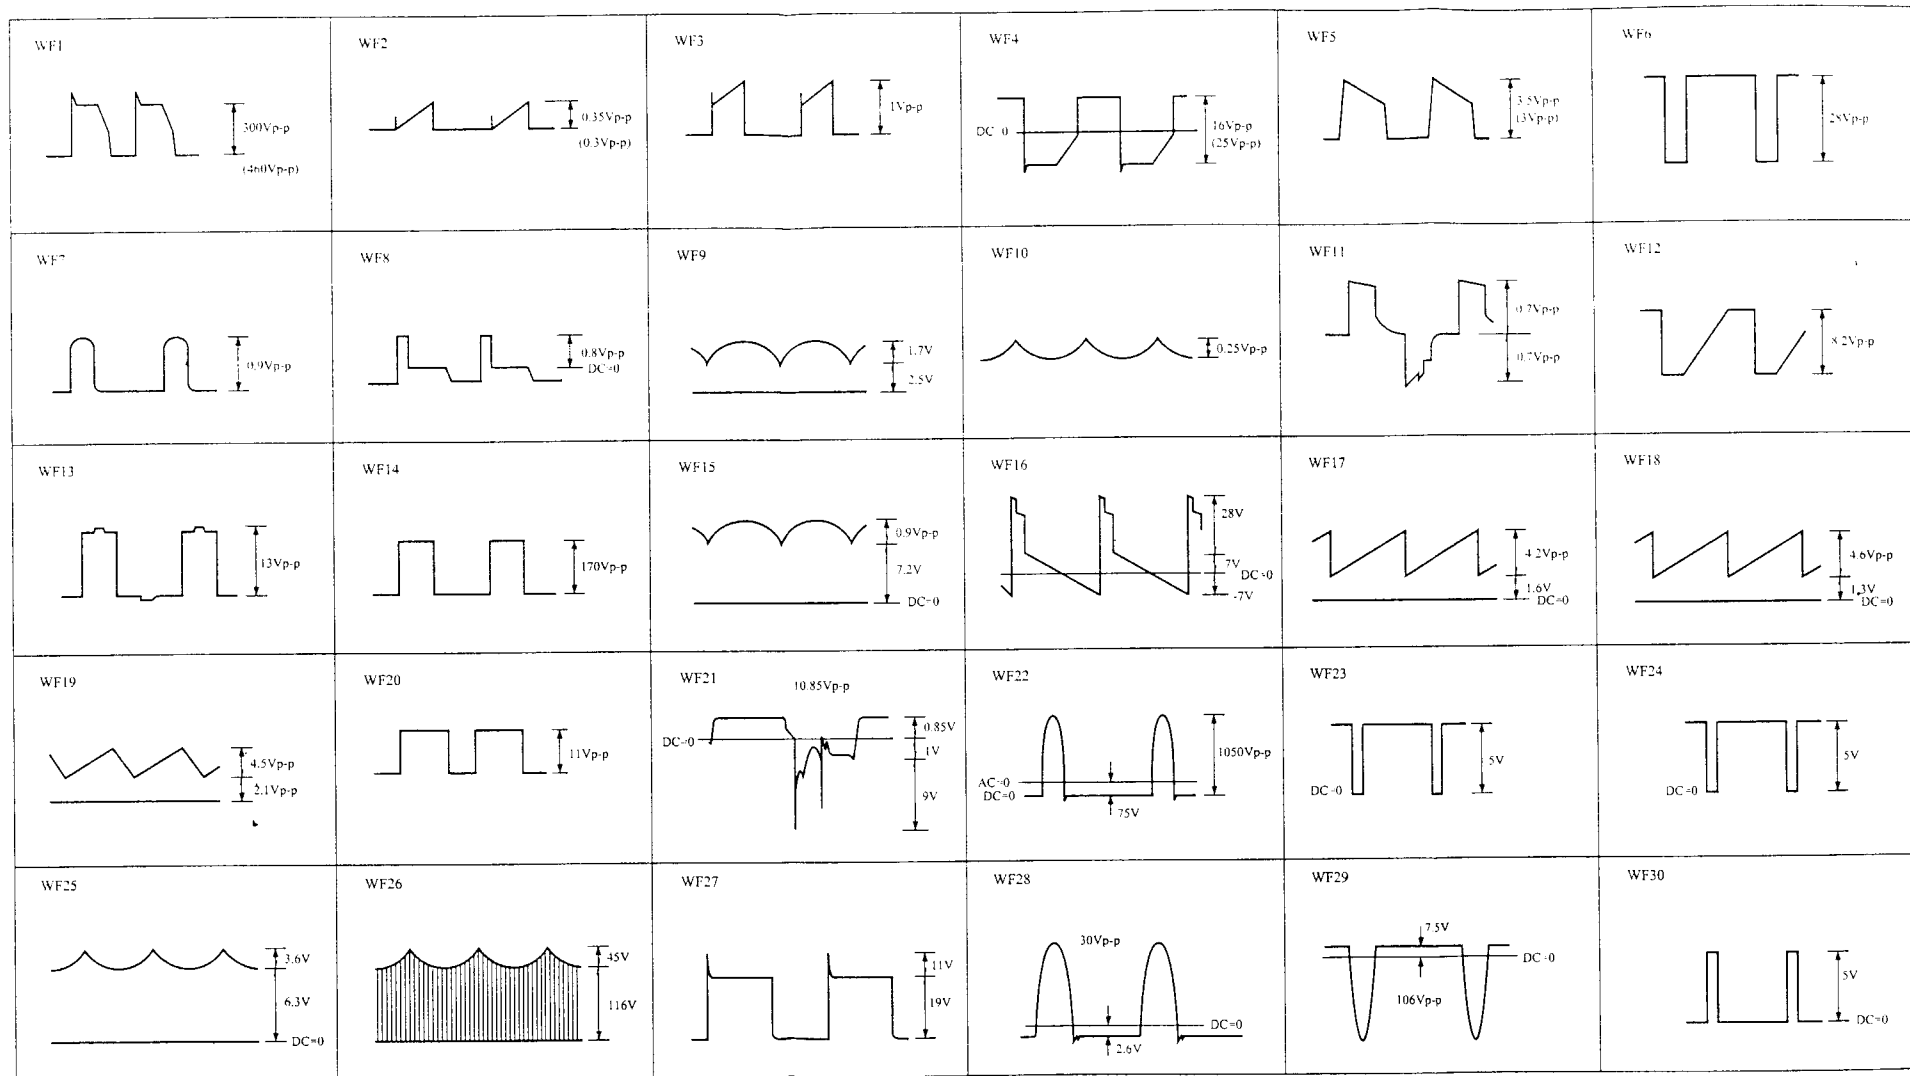 WF1
300Vp-p
(460Vp-p)
WF2
0.35Vp-p
(0.3Vp-p)
WF3
1Vp-p
WF4
DC=0
16Vp-p
(25Vp-p)
WF5
3.5Vp-p
(3Vp-p)
WF6
28Vp-p
WF7
0.9Vp-p
WF8
0.8Vp-p
DC=0
WF9
1.7V
2.5V
WF10
0.25Vp-p
WF11
0.7Vp-p
0.7Vp-p
WF12
8.2Vp-p
WF13
13Vp-p
WF14
170Vp-p
WF15
0.9Vp-p
7.2V
DC=0
WF16
28V
7V
DC=0
-7V
WF17
4.2Vp-p
1.6V
DC=0
WF18
4.6Vp-p
1.3V
DC=0
WF19
4.5Vp-p
2.1Vp-p
WF20
11Vp-p
WF21
10.85Vp-p
DC=0
0.85V
1V
9V
WF22
1050Vp-p
AC=0
DC=0
75V
WF23
5V
DC=0
WF24
5V
DC=0
WF25
3.6V
6.3V
DC=0
WF26
45V
116V
WF27
11V
19V
WF28
30Vp-p
DC=0
2.6V
WF29
7.5V
DC=0
106Vp-p
WF30
5V
DC=0